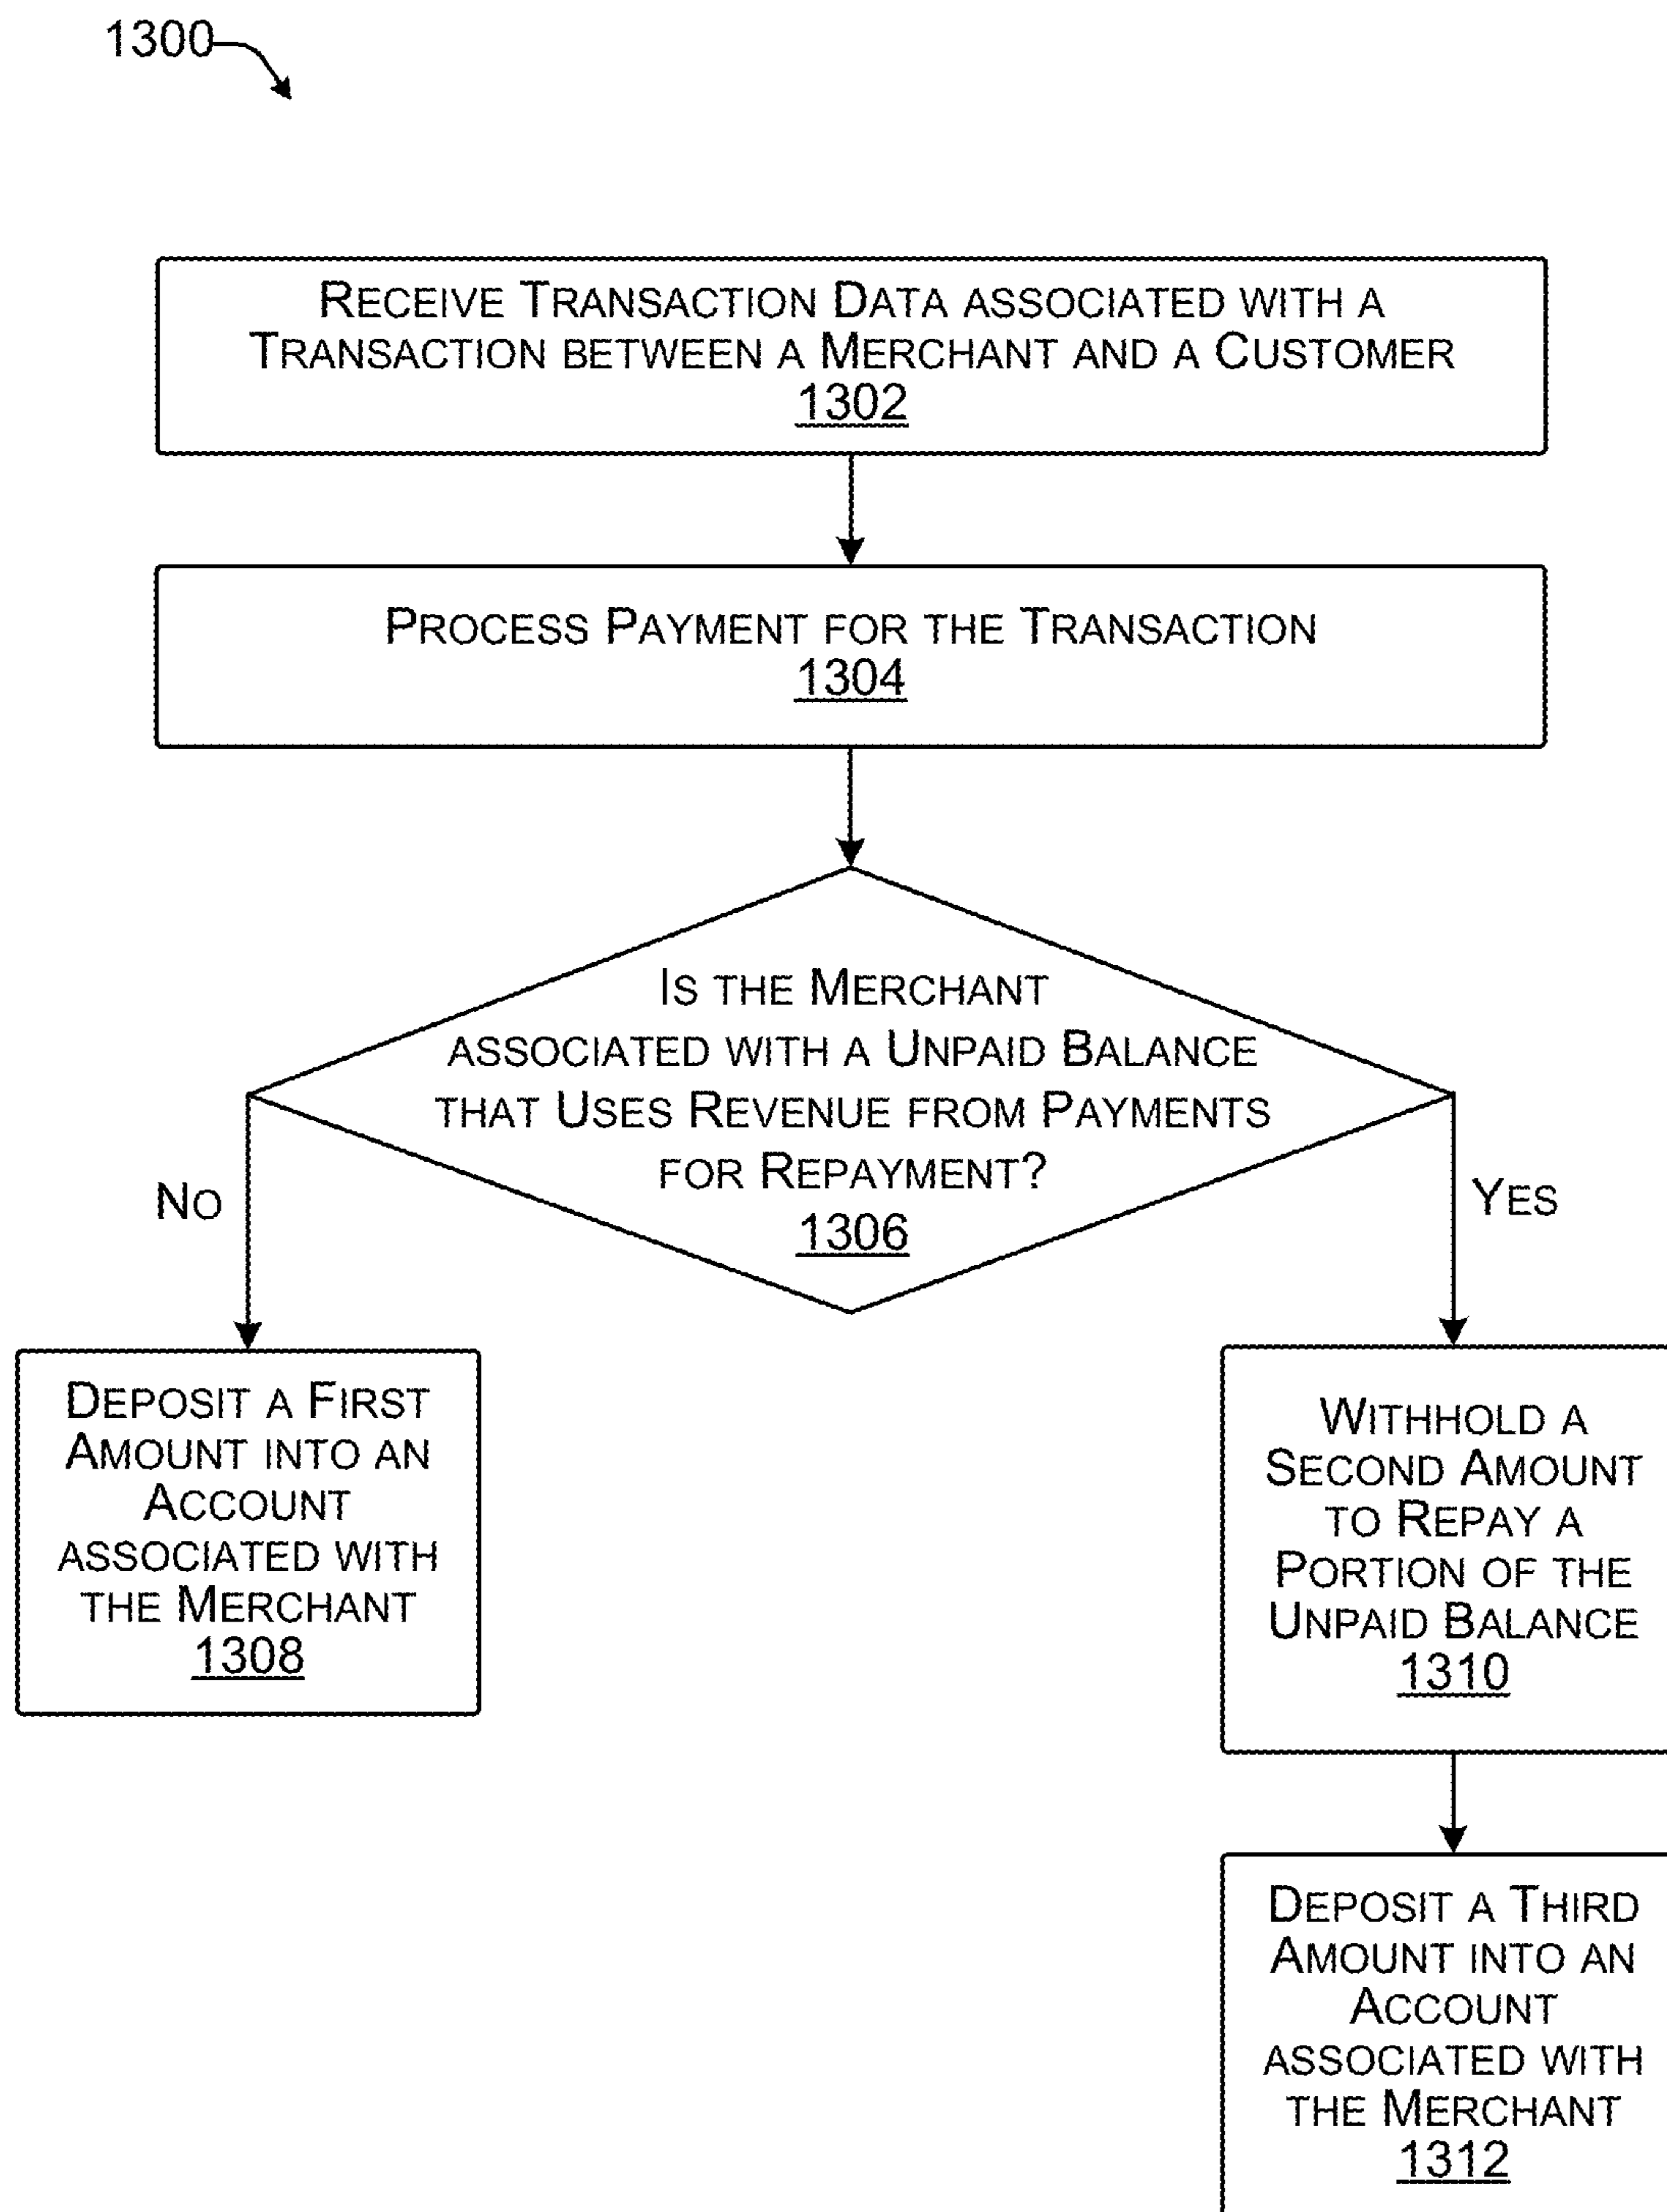 1300
RECEIVE TRANSACTION DATA ASSOCIATED WITH A
TRANSACTION BETWEEN A MERCHANT AND A CUSTOMER
1302
PROCESS PAYMENT FOR THE TRANSACTION
1304
IS THE MERCHANT
ASSOCIATED WITH A UNPAID BALANCE
THAT USES REVENUE FROM PAYMENTS
FOR REPAYMENT?
1306
NO
YES
DEPOSIT A FIRST
AMOUNT INTO AN
ACCOUNT
ASSOCIATED WITH
THE MERCHANT
1308
WITHHOLD A
SECOND AMOUNT
TO REPAY A
PORTION OF THE
UNPAID BALANCE
1310
DEPOSIT A THIRD
AMOUNT INTO AN
ACCOUNT
ASSOCIATED WITH
THE MERCHANT
1312